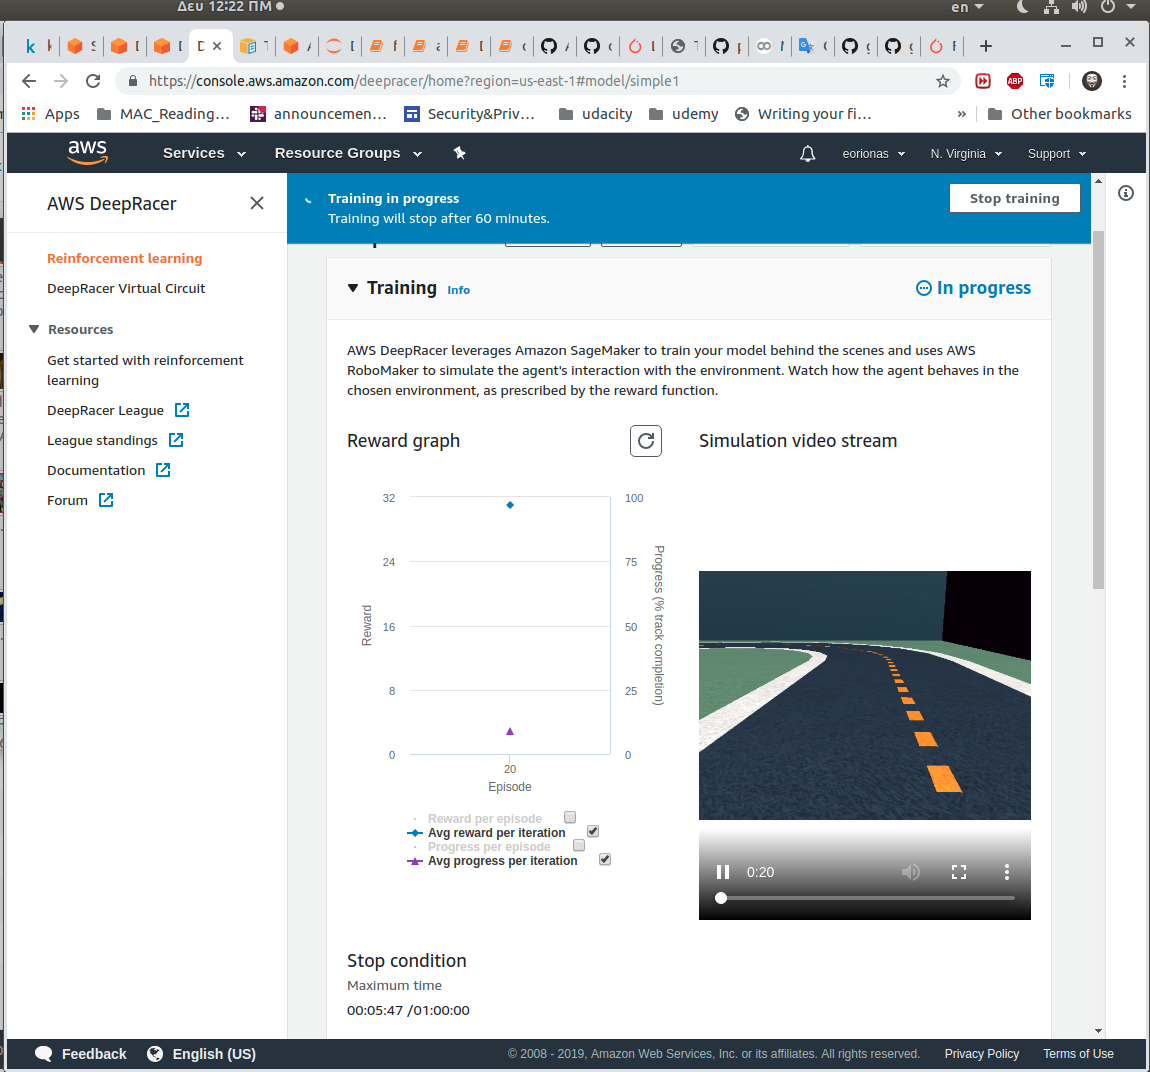 Δευ 12:22 ΠΜ
en
https://console.aws.amazon.com/deepracer/home?region=us-east-1#model/simple1
ABP
Apps
MAC_Reading...
announcemen...
Security&Priv...
udacity
udemy
Writing your fi...
»
Other bookmarks
aws
Services
Resource Groups
eorionas
N. Virginia
Support
AWS DeepRacer
Training in progress
Training will stop after 60 minutes.
Stop training
Reinforcement learning
DeepRacer Virtual Circuit
Resources
Get started with reinforcement
learning
DeepRacer League
League standings
Documentation
Forum
Training
Info
In progress
AWS DeepRacer leverages Amazon SageMaker to train your model behind the scenes and uses AWS
RoboMaker to simulate the agent's interaction with the environment. Watch how the agent behaves in the
chosen environment, as prescribed by the reward function.
Reward graph
Simulation video stream
32
24
16
8
0
Reward
100
75
50
25
0
Progress (% track completion)
20
Episode
Reward per episode
Avg reward per iteration
Progress per episode
Avg progress per iteration
0:20
Stop condition
Maximum time
00:05:47 /01:00:00
Feedback
English (US)
© 2008 - 2019, Amazon Web Services, Inc. or its affiliates. All rights reserved.
Privacy Policy
Terms of Use